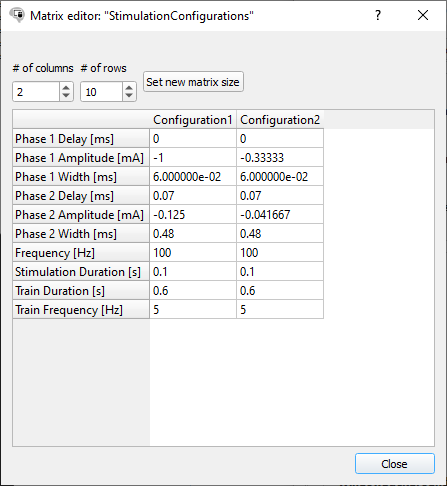 Matrix editor: "StimulationConfigurations"
# of columns # of rows
2 10 Set new matrix size
Configuration1 Configuration2
Phase 1 Delay [ms] 0 0
Phase 1 Amplitude [mA] -1 -0.33333
Phase 1 Width [ms] 6.000000e-02 6.000000e-02
Phase 2 Delay [ms] 0.07 0.07
Phase 2 Amplitude [mA] -0.125 -0.041667
Phase 2 Width [ms] 0.48 0.48
Frequency [Hz] 100 100
Stimulation Duration [s] 0.1 0.1
Train Duration [s] 0.6 0.6
Train Frequency [Hz] 5 5
Close